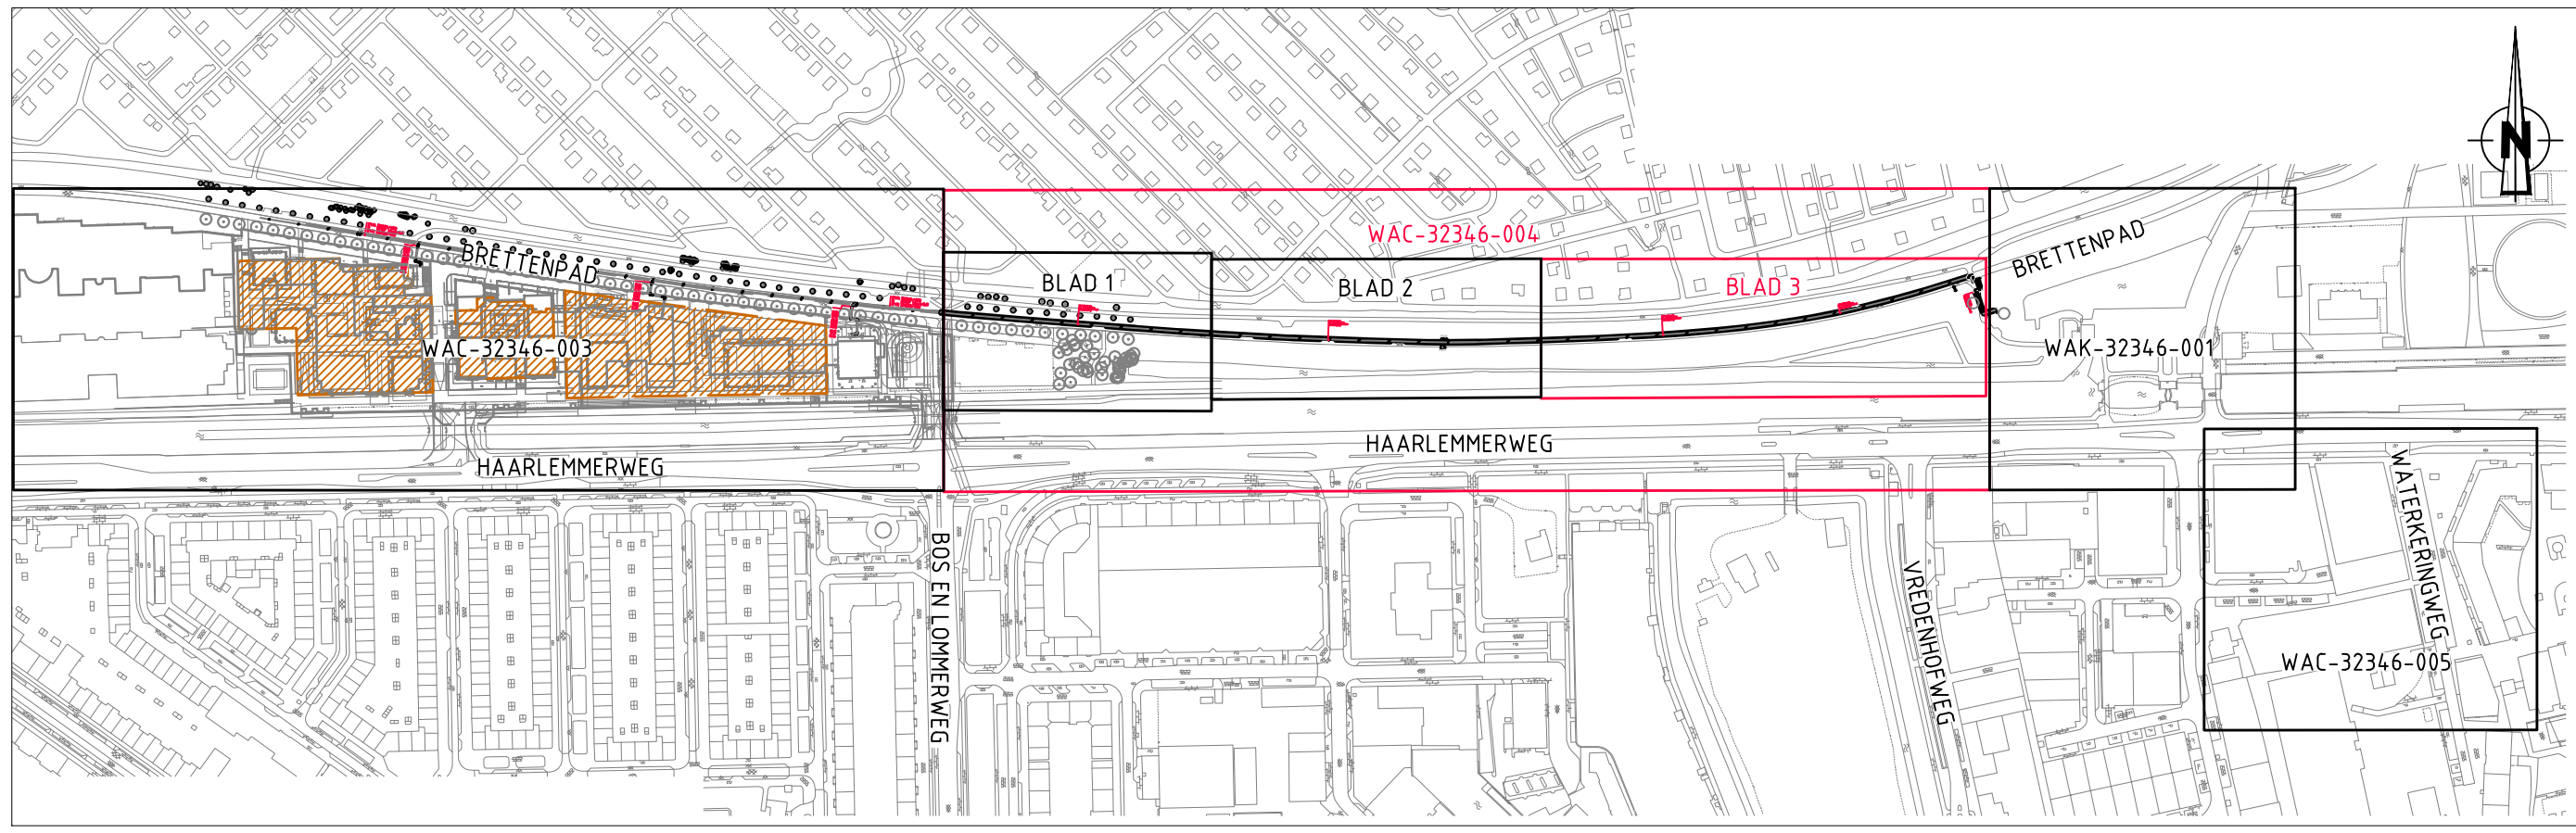 N
WAC-32346-004
BRETTENPAD
BRETTENPAD
BLAD 1
BLAD 2
BLAD 3
WAC-32346-003
WAK-32346-001
HAARLEMMERWEG
HAARLEMMERWEG
WATERKERINGWEG
BOS EN LOMMERWEG
VREDENHOFWEG
WAC-32346-005